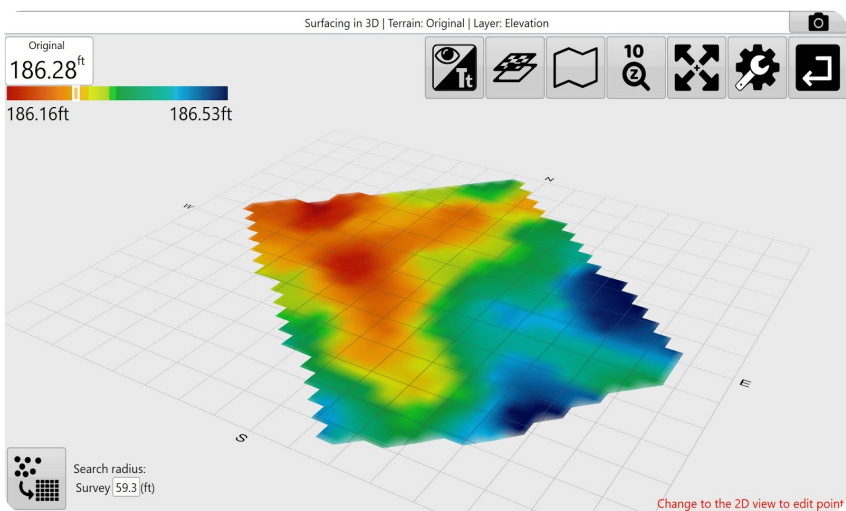 Surfacing in 3D | Terrain: Original | Layer: Elevation
Original
186.28ft
186.16ft 186.53ft
Tt
10
Z
W
N
E
S
Search radius:
Survey 59.3 (ft)
Change to the 2D view to edit point